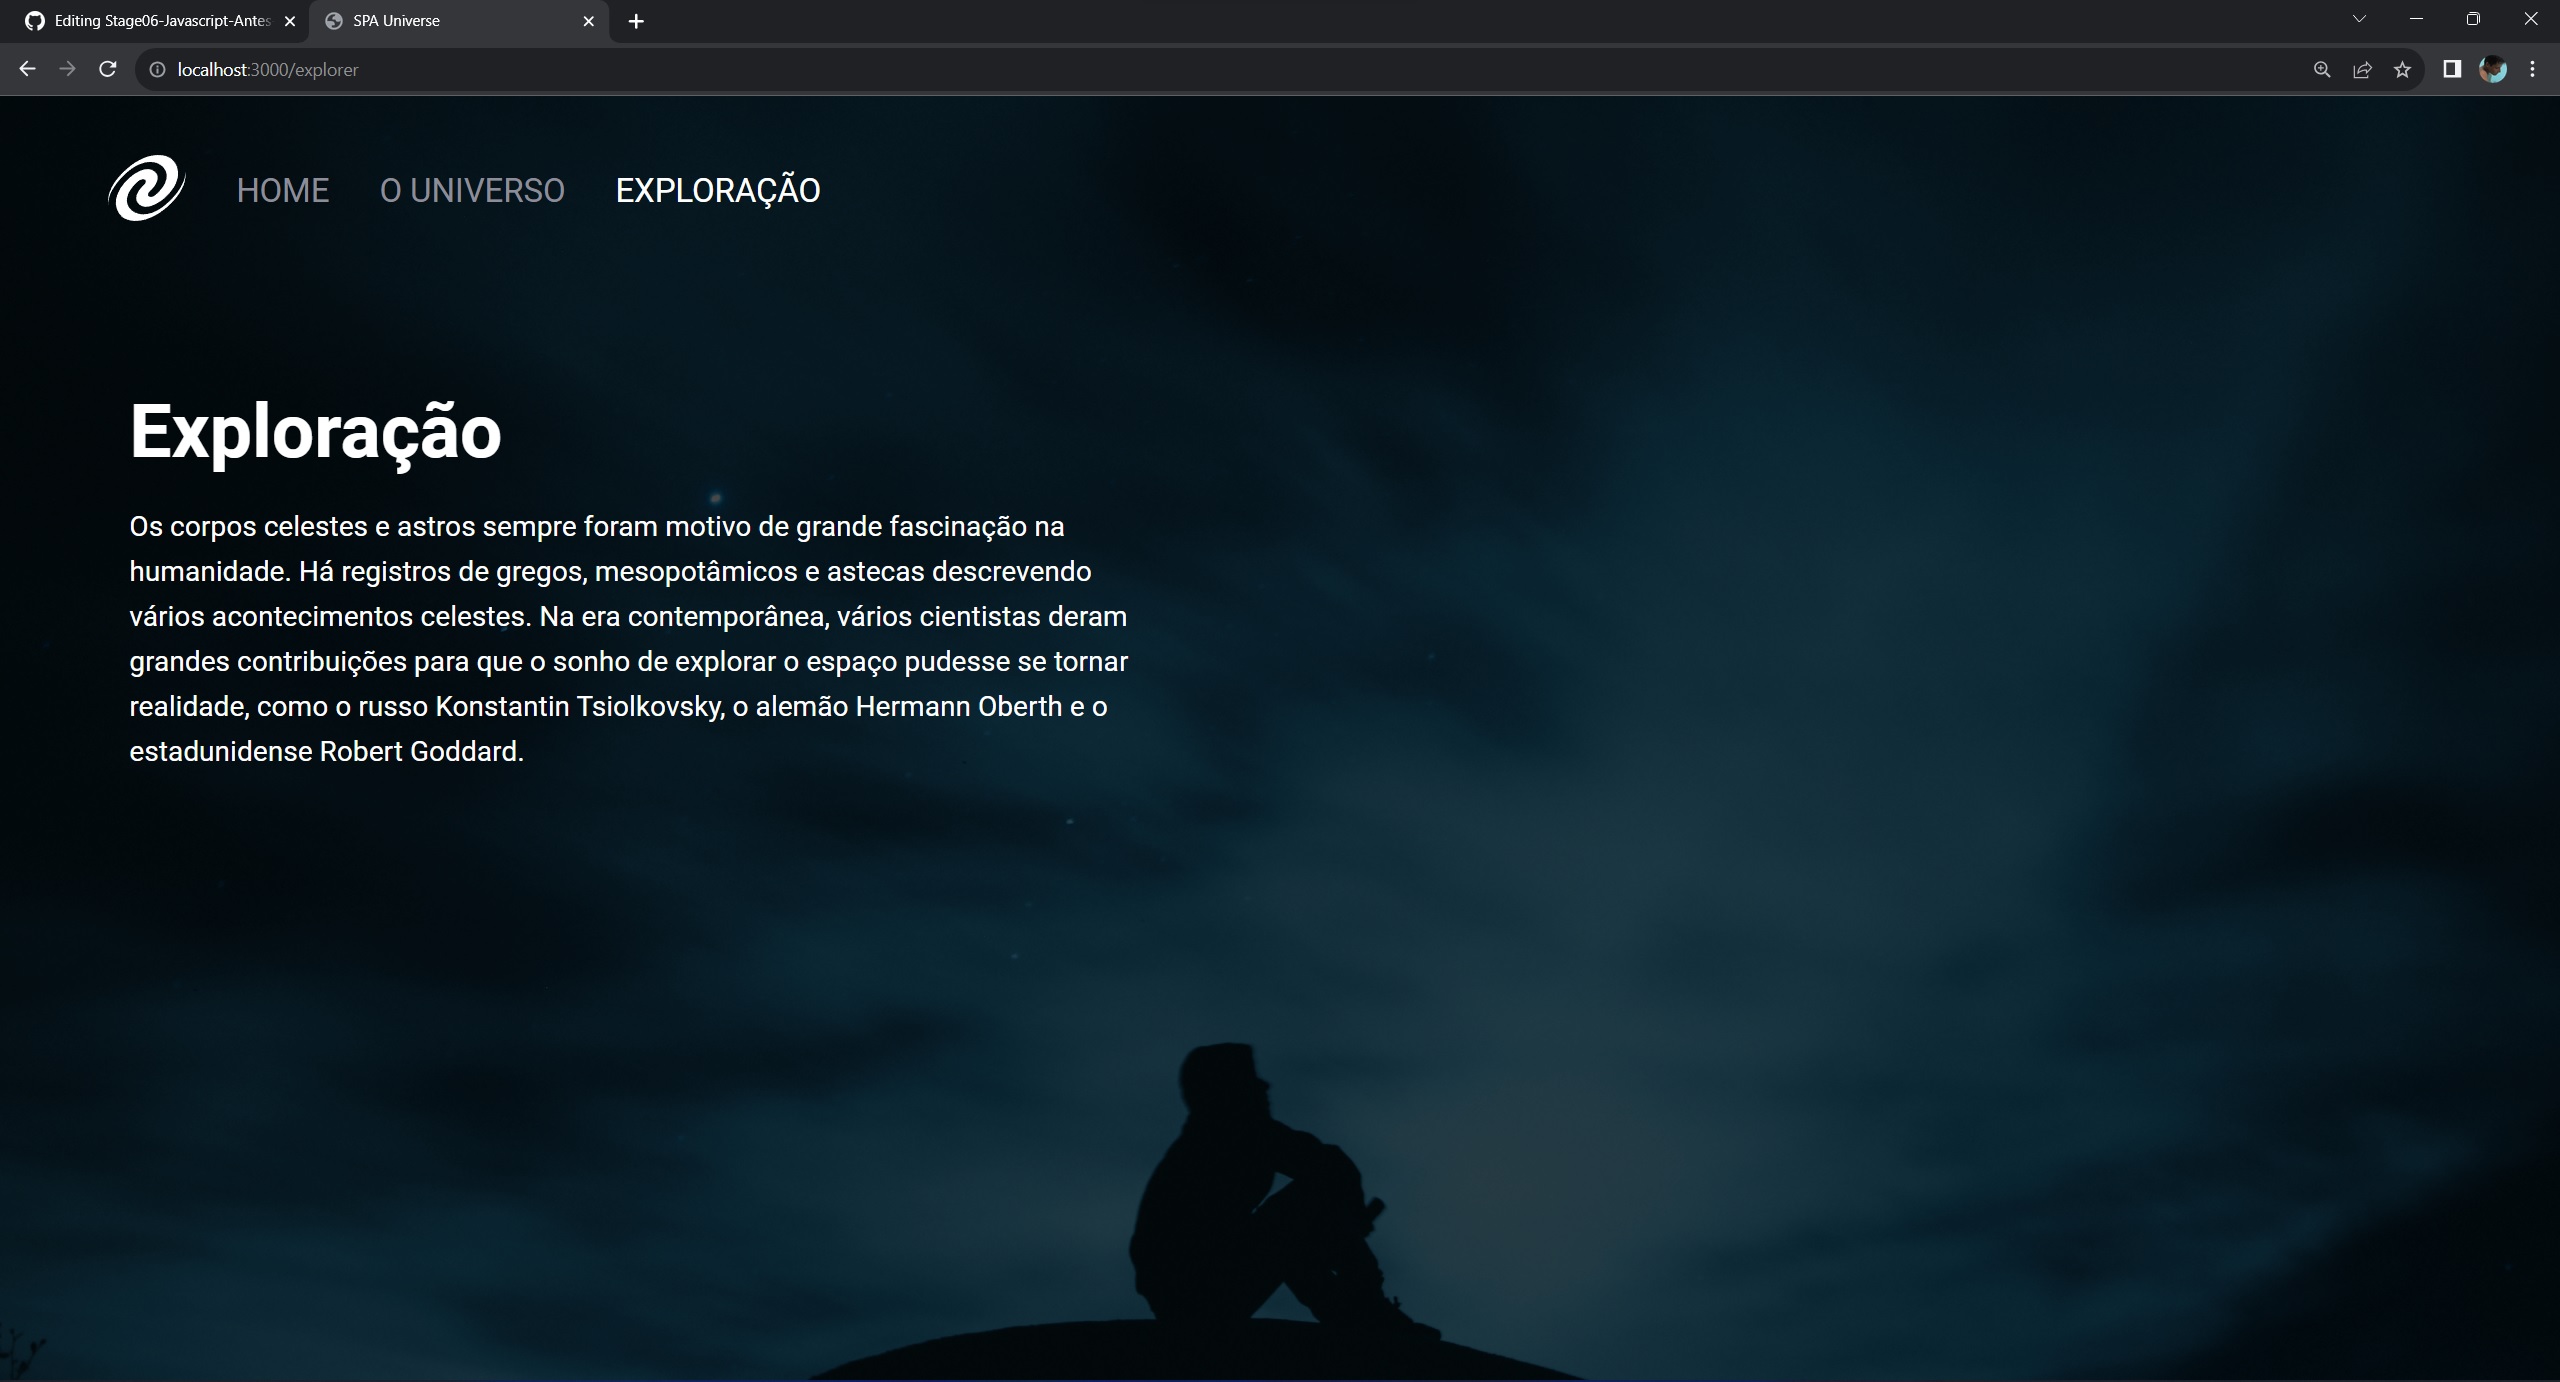 Editing Stage06-Javascript-Antes
SPA Universe
localhost:3000/explorer
HOME
O UNIVERSO
EXPLORAÇÃO
Exploração
Os corpos celestes e astros sempre foram motivo de grande fascinação na
humanidade. Há registros de gregos, mesopotâmicos e astecas descrevendo
vários acontecimentos celestes. Na era contemporânea, vários cientistas deram
grandes contribuições para que o sonho de explorar o espaço pudesse se tornar
realidade, como o russo Konstantin Tsiolkovsky, o alemão Hermann Oberth e o
estadunidense Robert Goddard.